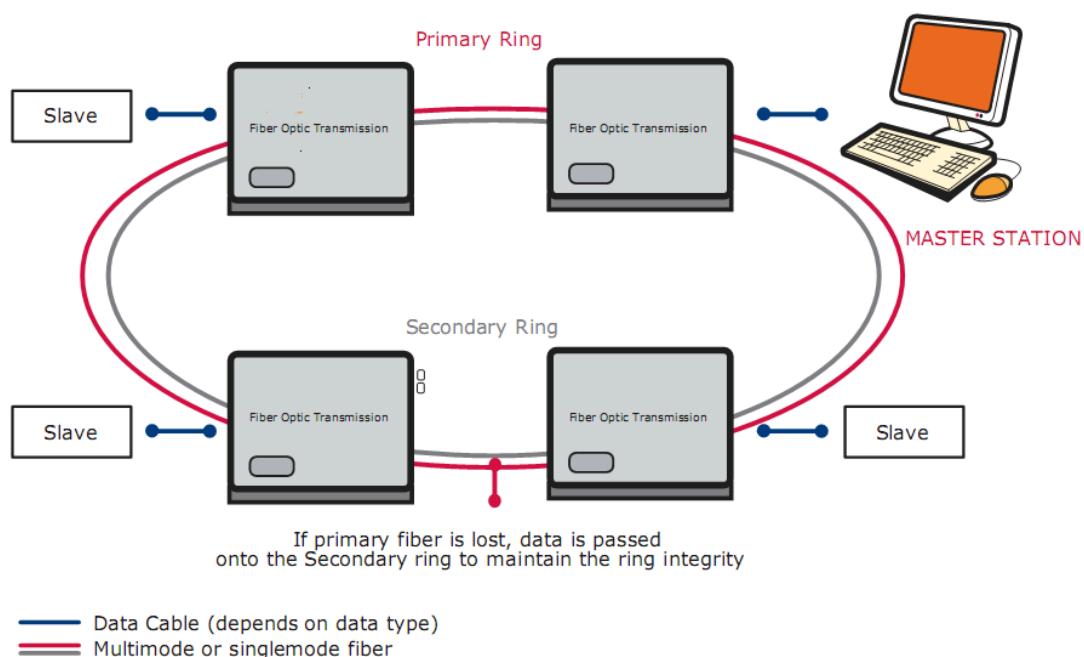 Primary Ring
Slave
Fiber Optic Transmission
Fiber Optic Transmission
MASTER STATION
Secondary Ring
Slave
Fiber Optic Transmission
Fiber Optic Transmission
Slave
If primary fiber is lost, data is passed
onto the Secondary ring to maintain the ring integrity
Data Cable (depends on data type)
Multimode or singlemode fiber